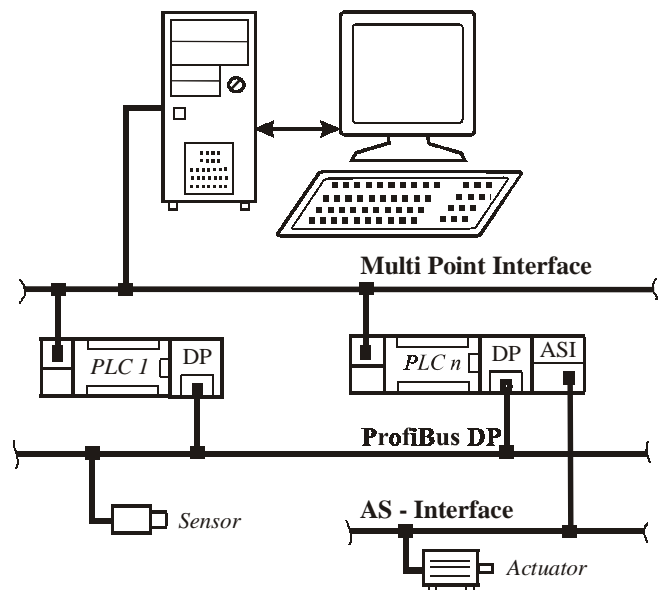 Multi Point Interface
PLC 1
DP
PLC n
DP
ASI
ProfiBus DP
Sensor
AS - Interface
Actuator